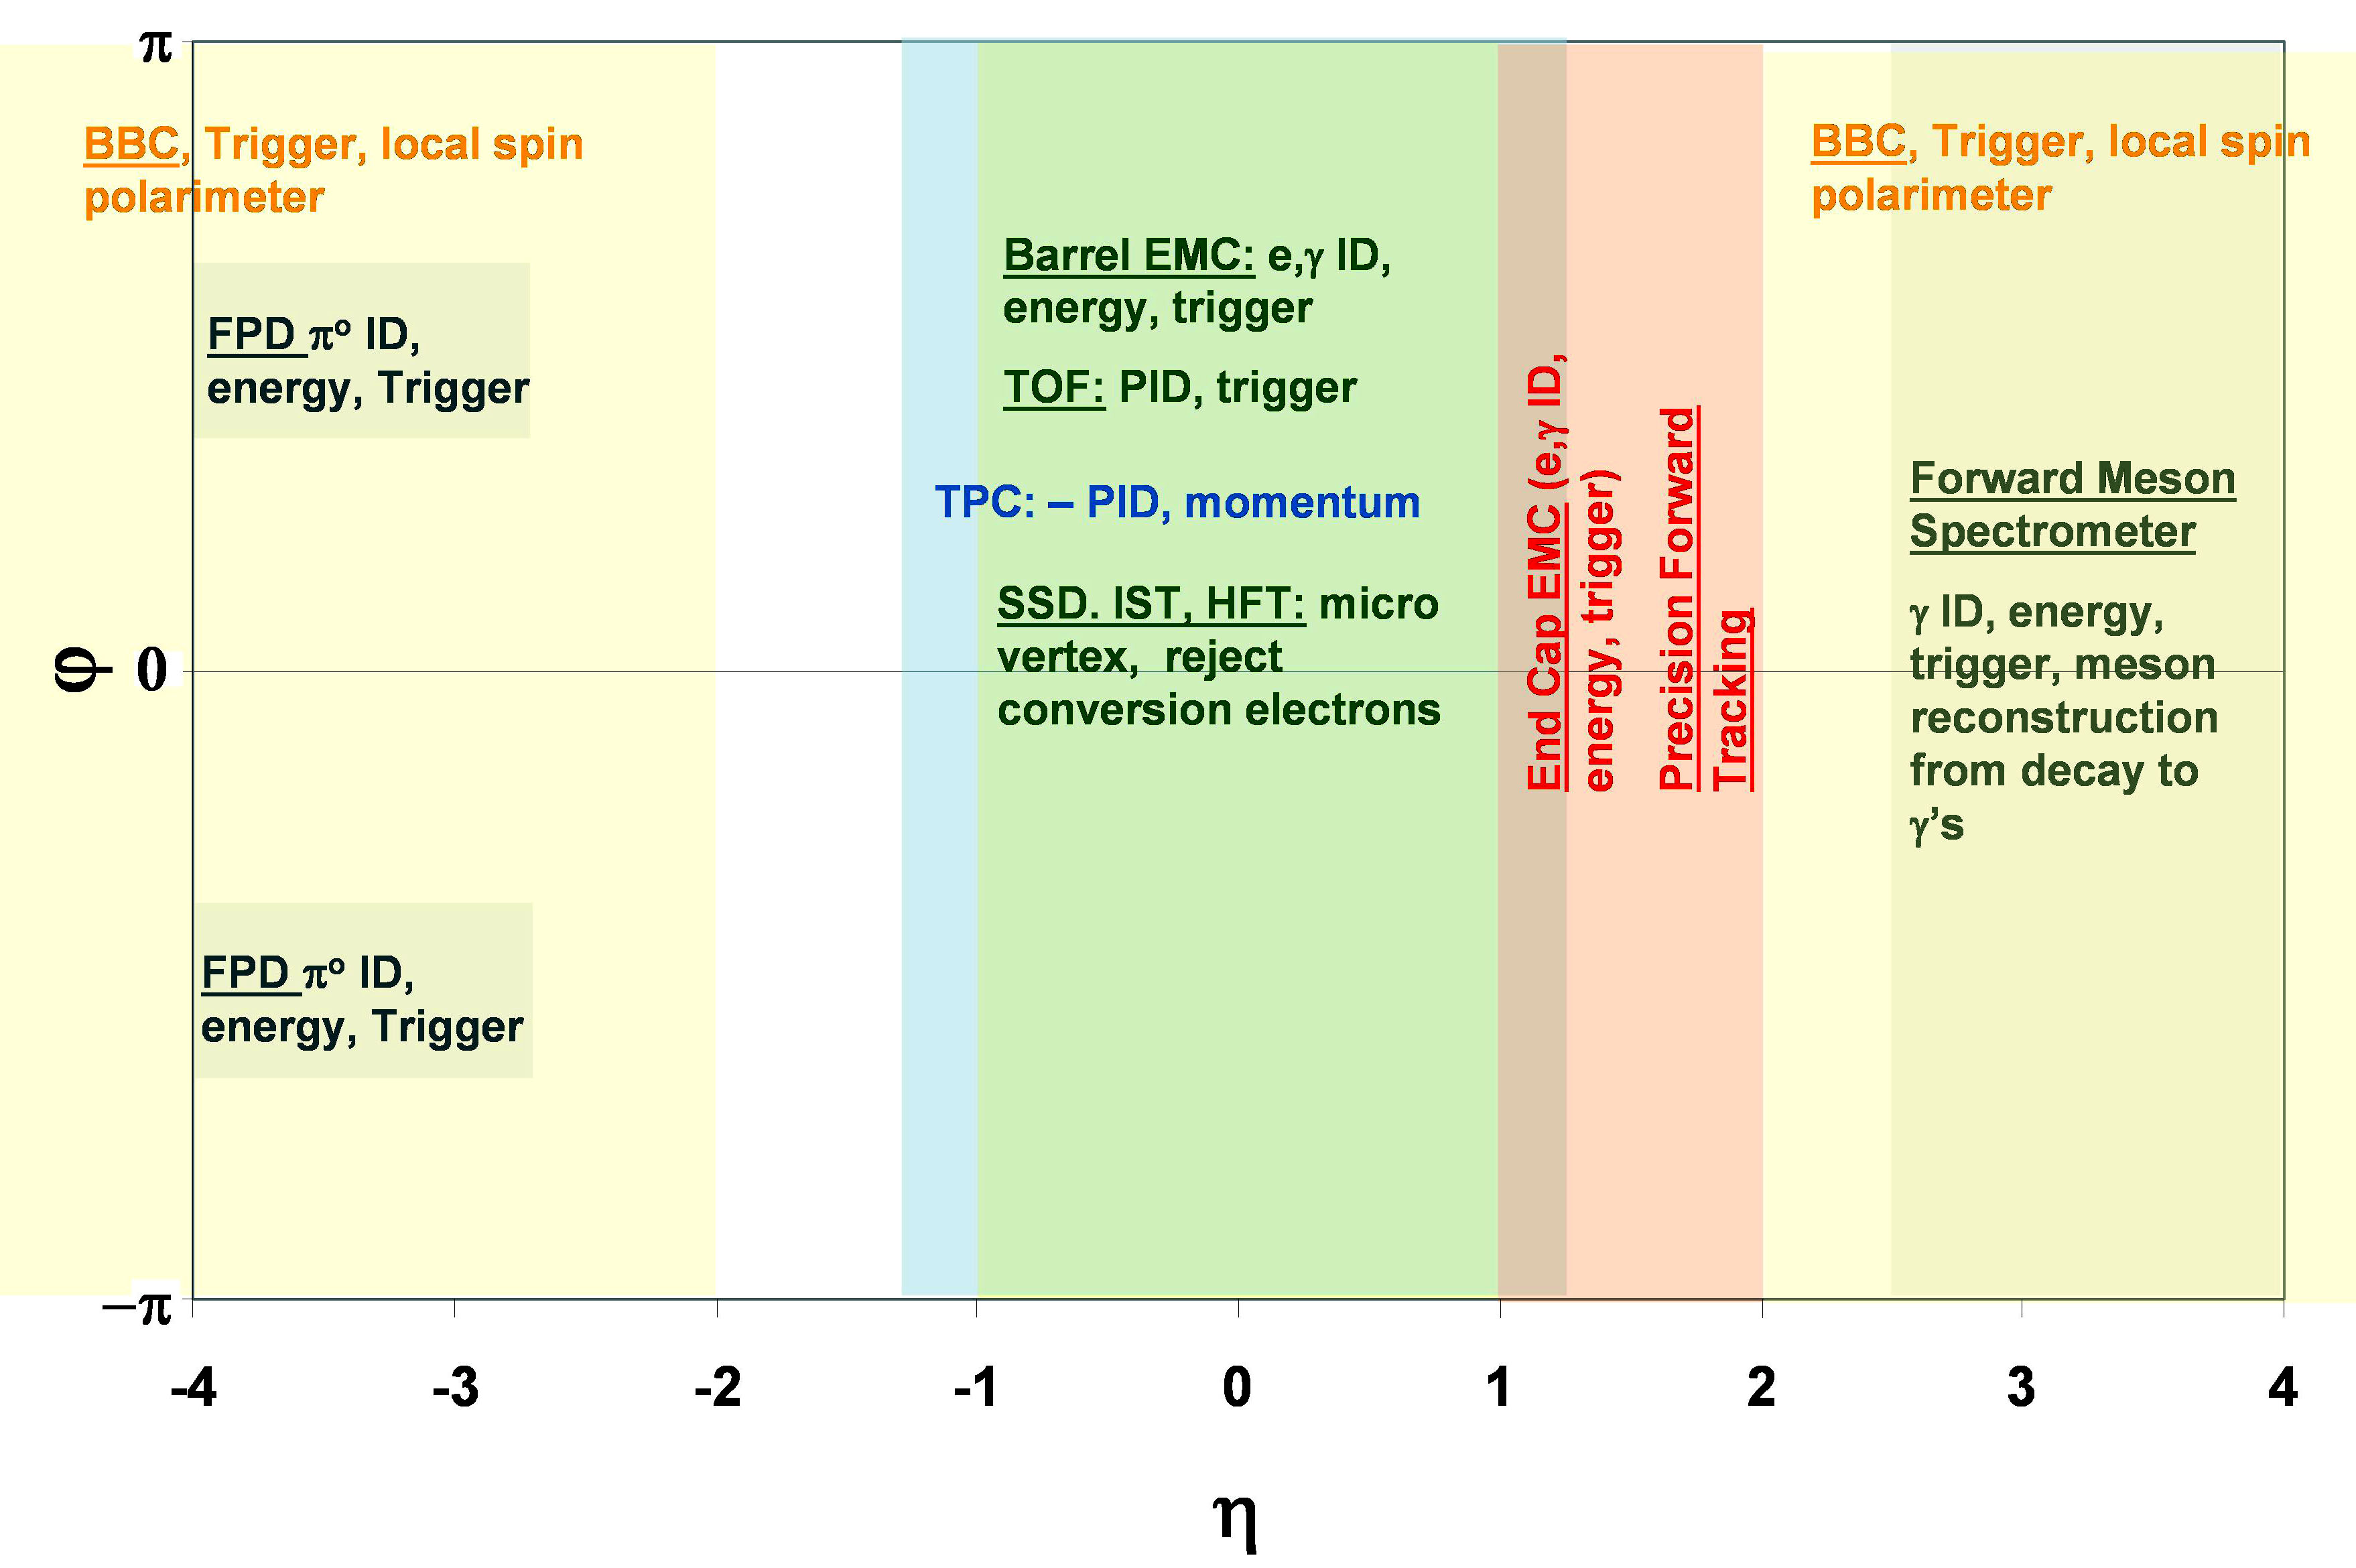 π
BBC, Trigger, local spin
polarimeter
BBC, Trigger, local spin
polarimeter
Barrel EMC: e,γ ID,
energy, trigger
FPD πº ID,
energy, Trigger
TOF: PID, trigger
TPC: – PID, momentum
SSD. IST, HFT: micro
vertex, reject
conversion electrons
End Cap EMC (e,γ ID,
energy, trigger)
Precision Forward
Tracking
Forward Meson
Spectrometer
γ ID, energy,
trigger, meson
reconstruction
from decay to
γ’s
φ 0
FPD πº ID,
energy, Trigger
–π
-4 -3 -2 -1 0 1 2 3 4
η